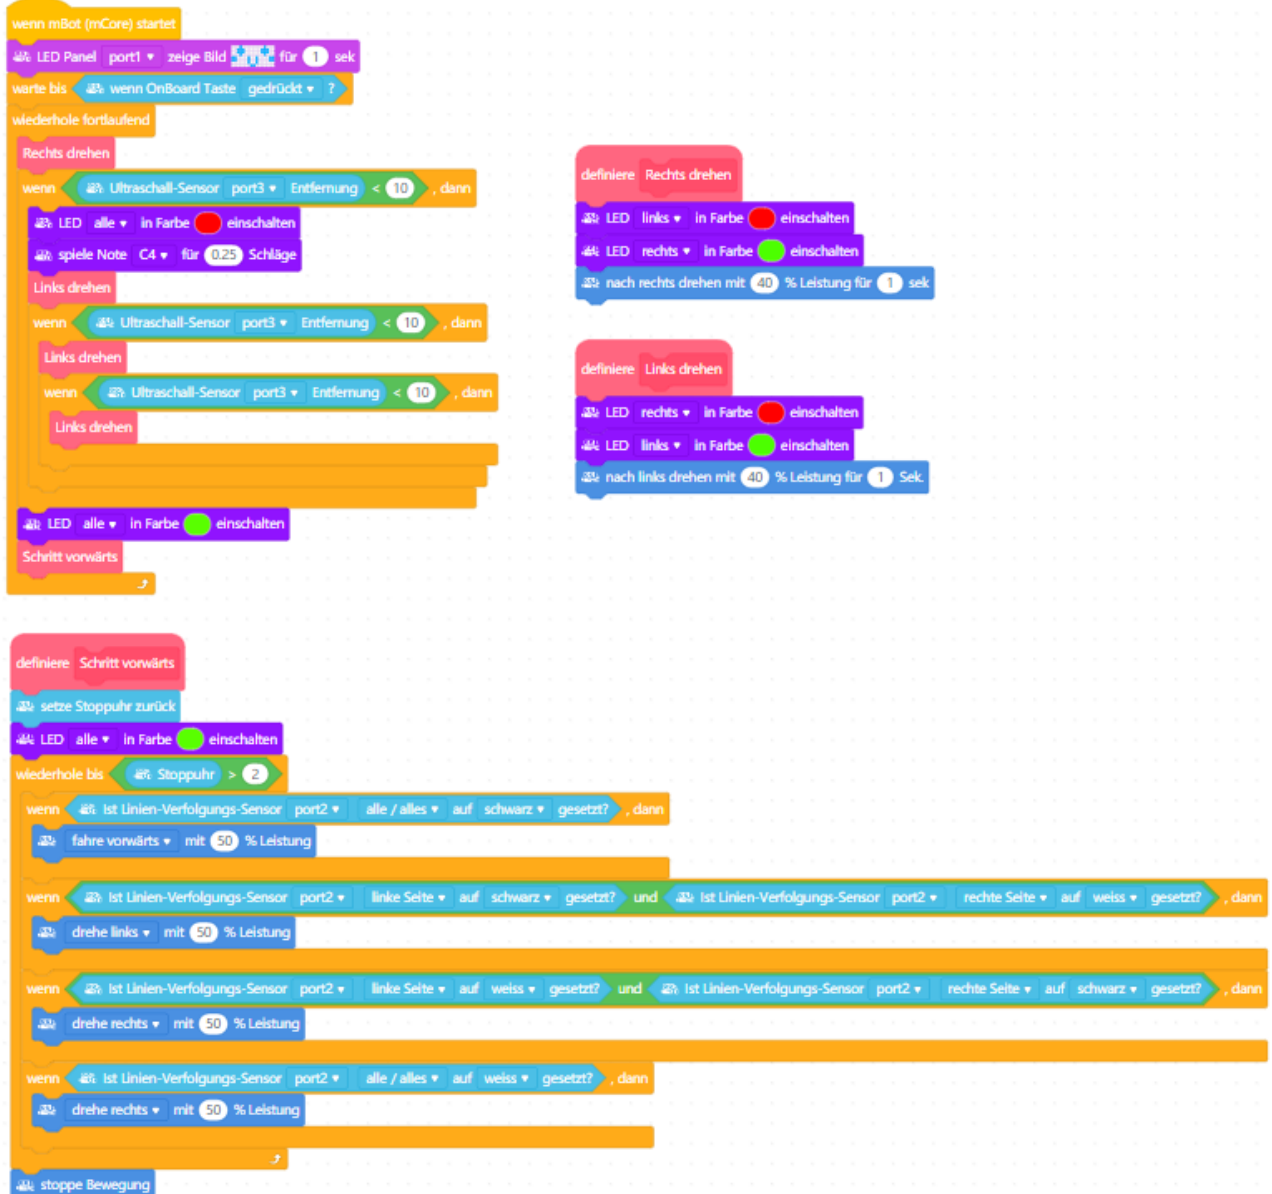 wenn mBot (mCore) startet
LED Panel port1 zeige Bild für 1 sek
warte bis wenn OnBoard Taste gedrückt ?
wiederhole fortlaufend
Rechts drehen
wenn Ultraschall-Sensor port3 Entfernung < 10 , dann
LED alle in Farbe einschalten
spiele Note C4 für 0.25 Schläge
Links drehen
wenn Ultraschall-Sensor port3 Entfernung < 10 , dann
Links drehen
wenn Ultraschall-Sensor port3 Entfernung < 10 , dann
Links drehen
LED alle in Farbe einschalten
Schritt vorwärts
definiere Rechts drehen
LED links in Farbe einschalten
LED rechts in Farbe einschalten
nach rechts drehen mit 40 % Leistung für 1 sek
definiere Links drehen
LED rechts in Farbe einschalten
LED links in Farbe einschalten
nach links drehen mit 40 % Leistung für 1 Sek.
definiere Schritt vorwärts
setze Stoppuhr zurück
LED alle in Farbe einschalten
wiederhole bis Stoppuhr > 2
wenn Ist Linien-Verfolgungs-Sensor port2 alle / alles auf schwarz gesetzt? , dann
fahre vorwärts mit 50 % Leistung
wenn Ist Linien-Verfolgungs-Sensor port2 linke Seite auf schwarz gesetzt? und Ist Linien-Verfolgungs-Sensor port2 rechte Seite auf weiss gesetzt? , dann
drehe links mit 50 % Leistung
wenn Ist Linien-Verfolgungs-Sensor port2 linke Seite auf weiss gesetzt? und Ist Linien-Verfolgungs-Sensor port2 rechte Seite auf schwarz gesetzt? , dann
drehe rechts mit 50 % Leistung
wenn Ist Linien-Verfolgungs-Sensor port2 alle / alles auf weiss gesetzt? , dann
drehe rechts mit 50 % Leistung
stoppe Bewegung